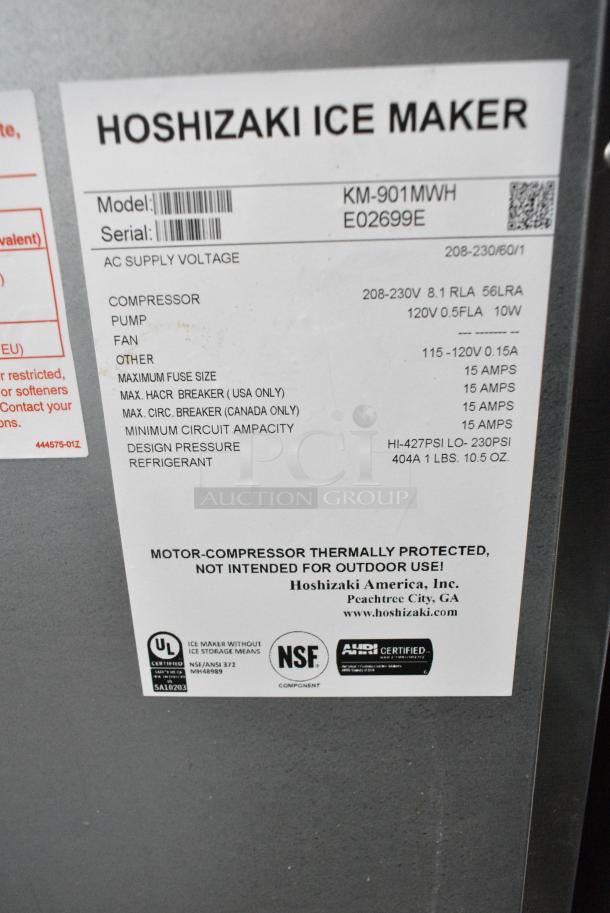 HOSHIZAKI ICE MAKER
Model: KM-901MWH
Serial: E02699E
AC SUPPLY VOLTAGE 208-230/60/1
COMPRESSOR 208-230V 8.1 RLA 56LRA
PUMP 120V 0.5FLA 10W
FAN --- ------- --
OTHER 115-120V 0.15A
MAXIMUM FUSE SIZE 15 AMPS
MAX. HACR BREAKER (USA ONLY) 15 AMPS
MAX. CIRC. BREAKER (CANADA ONLY) 15 AMPS
MINIMUM CIRCUIT AMPACITY 15 AMPS
DESIGN PRESSURE HI-427PSI LO-230PSI
REFRIGERANT 404A 1 LBS. 10.5 OZ.
PCI
AUCTION GROUP
MOTOR-COMPRESSOR THERMALLY PROTECTED,
NOT INTENDED FOR OUTDOOR USE!
Hoshizaki America, Inc.
Peachtree City, GA
www.hoshizaki.com
UL
CERTIFIED
SA10203
ICE MAKER WITHOUT
ICE STORAGE MEANS
NSF/ANSI 372
MH48989
NSF
COMPONENT
AHRI CERTIFIED
te,
valent)
)
EU)
r restricted,
or softeners
Contact your
ons.
444575-01Z